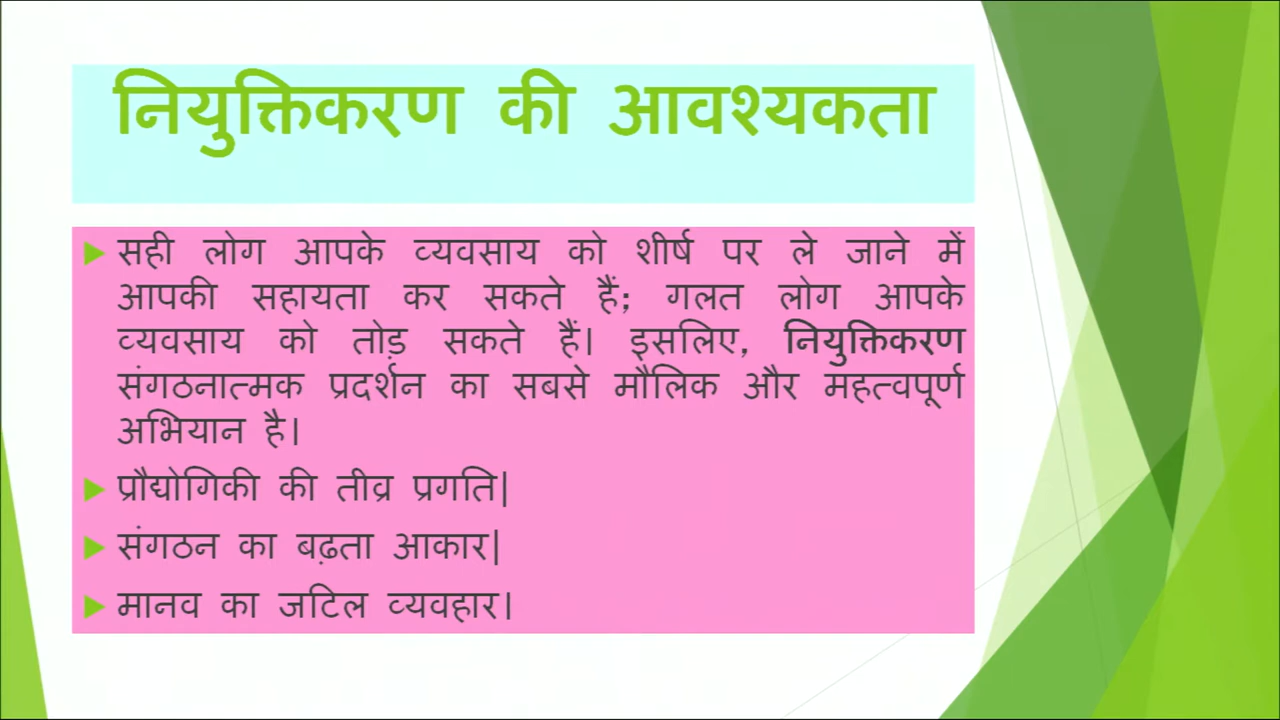 नियुक्तिकरण की आवश्यकता
सही लोग आपके व्यवसाय को शीर्ष पर ले जाने में
आपकी सहायता कर सकते हैं; गलत लोग आपके
व्यवसाय को तोड़ सकते हैं। इसलिए, नियुक्तिकरण
संगठनात्मक प्रदर्शन का सबसे मौलिक और महत्वपूर्ण
अभियान है।
प्रौद्योगिकी की तीव्र प्रगति|
संगठन का बढ़ता आकार|
मानव का जटिल व्यवहार।